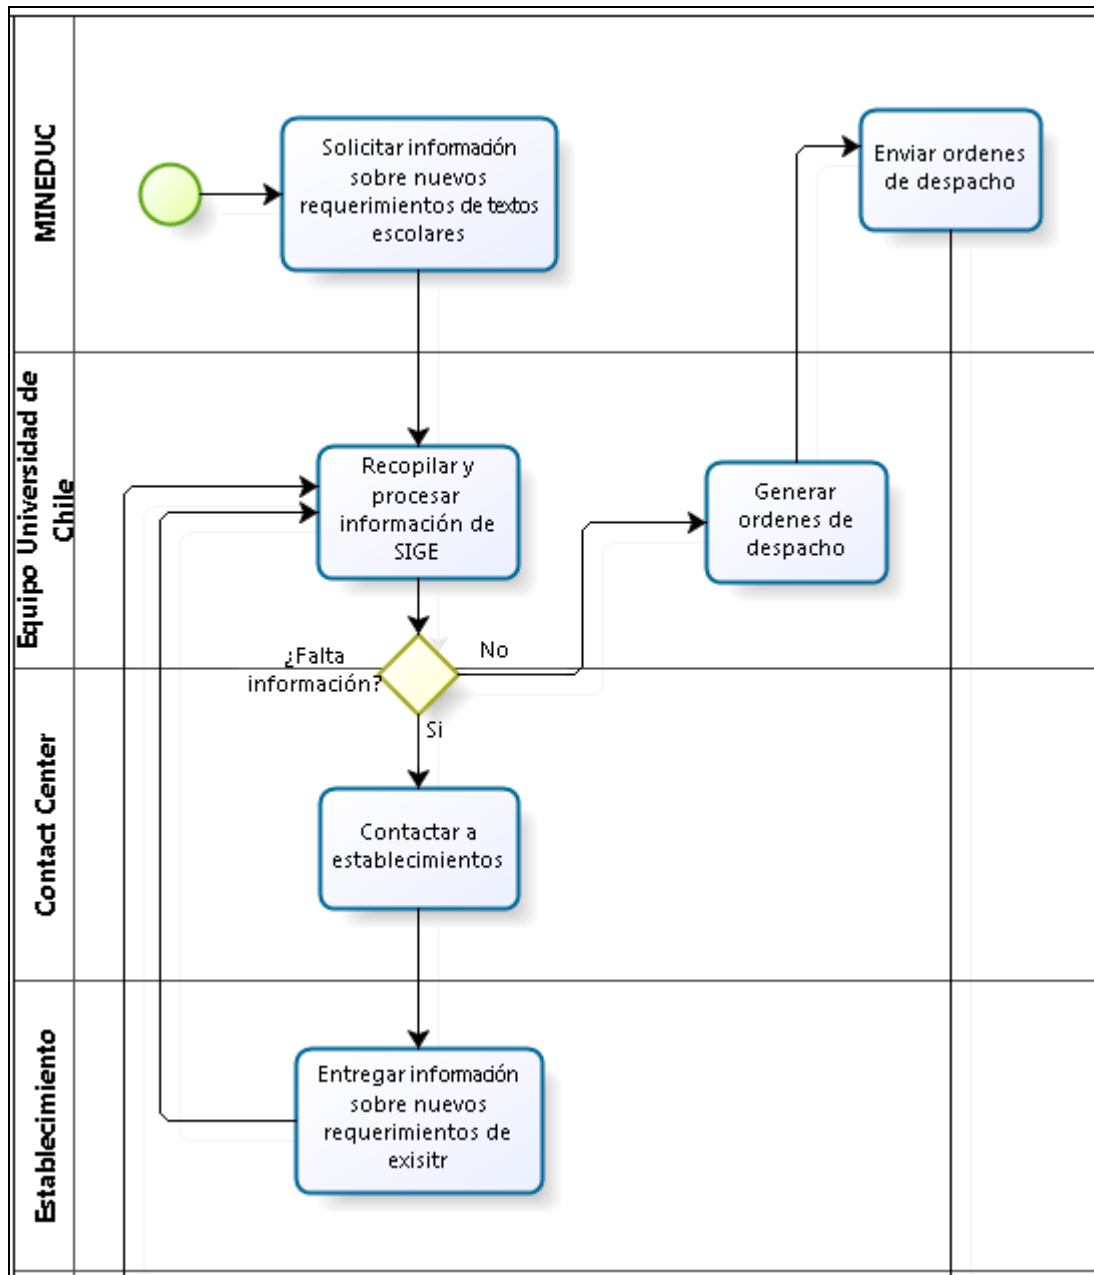 MINEDUC
Solicitar información
sobre nuevos
requerimientos de textos
escolares
Enviar ordenes
de despacho
Equipo Universidad de
Chile
Recopilar y
procesar
información de
SIGE
Generar
ordenes de
despacho
¿Falta
información?
No
Si
Contact Center
Contactar a
establecimientos
Establecimiento
Entregar información
sobre nuevos
requerimientos de
exisitr